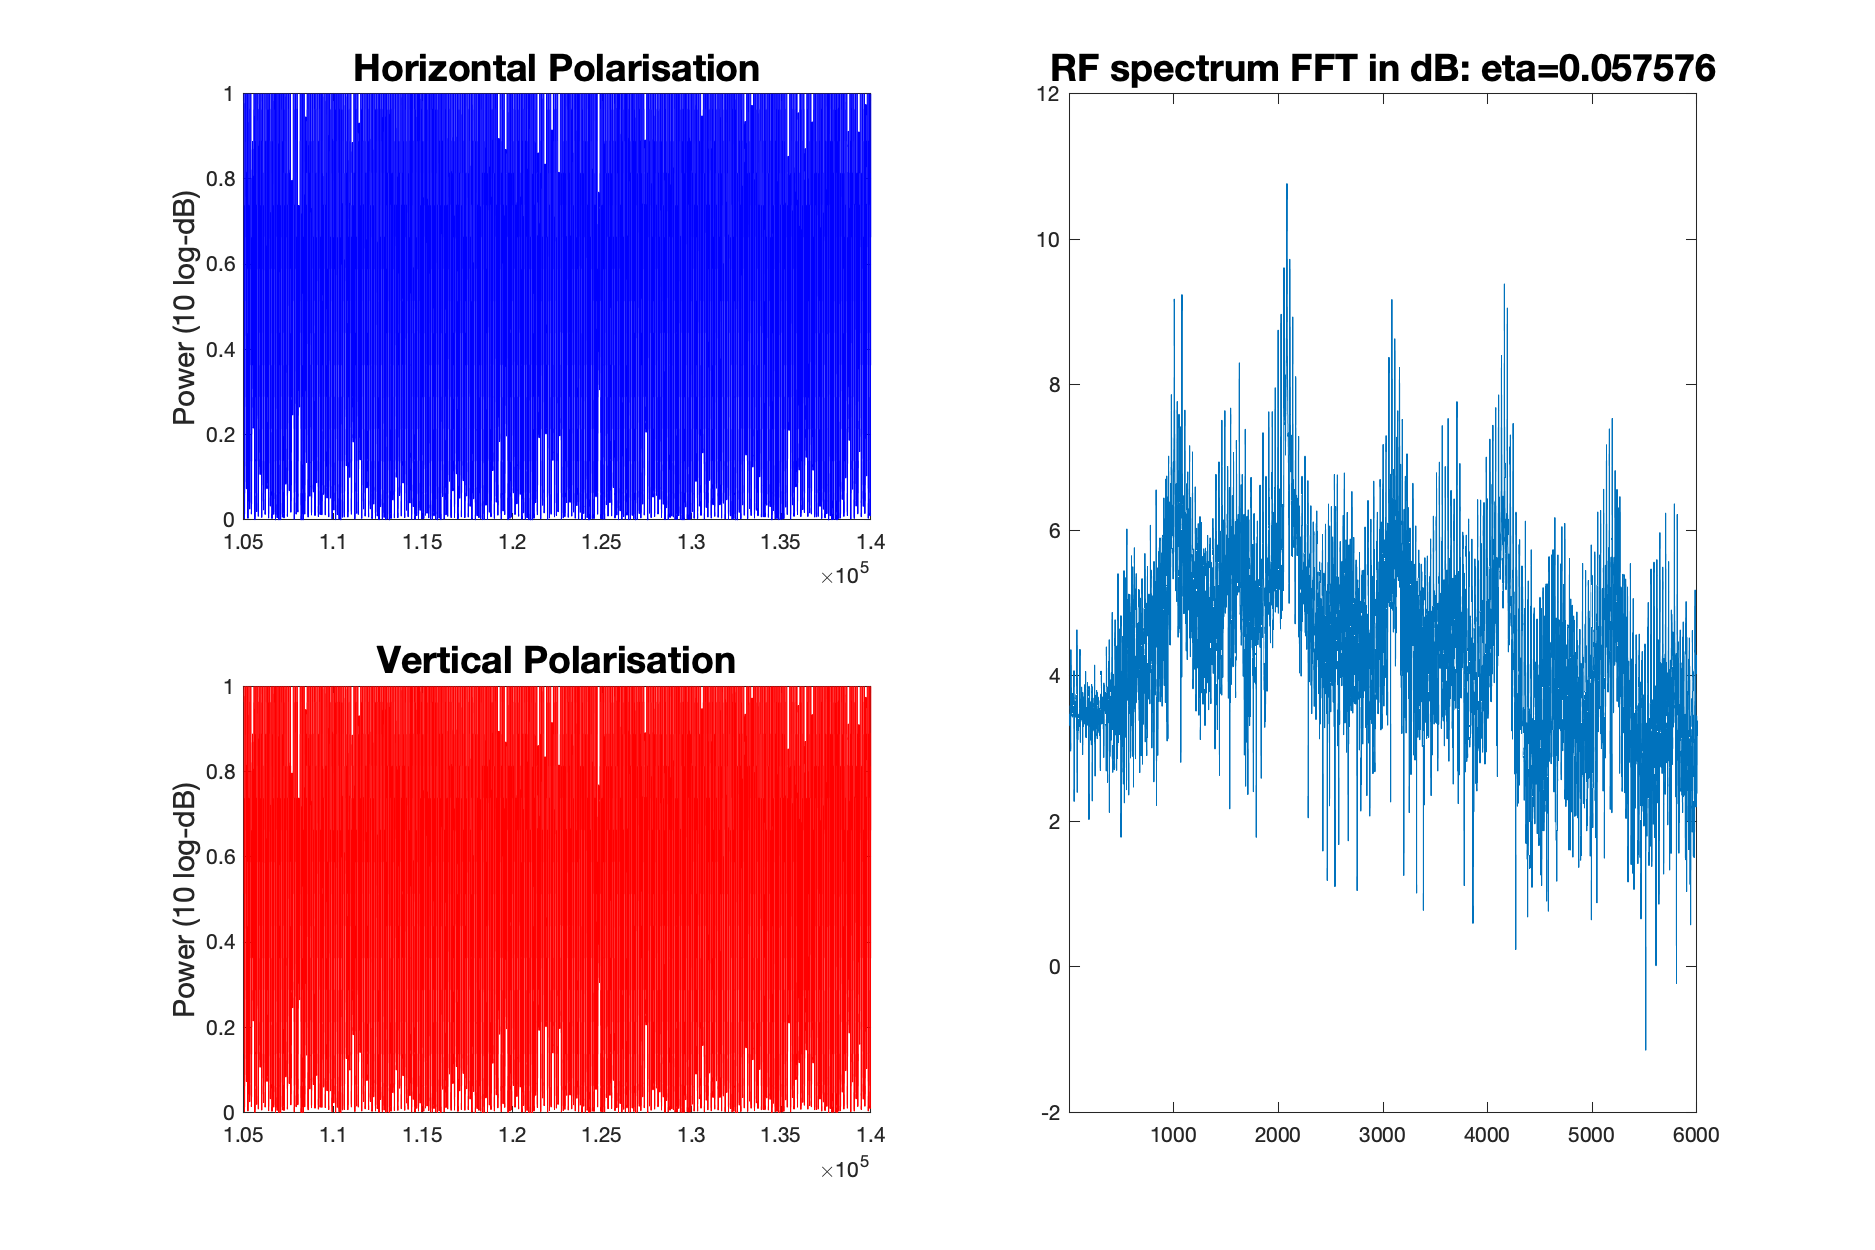 Horizontal Polarisation
Power (10 log-dB)
1
0.8
0.6
0.4
0.2
0
1.05 1.1 1.15 1.2 1.25 1.3 1.35 1.4
×10^5
Vertical Polarisation
Power (10 log-dB)
1
0.8
0.6
0.4
0.2
0
1.05 1.1 1.15 1.2 1.25 1.3 1.35 1.4
×10^5
RF spectrum FFT in dB: eta=0.057576
12
10
8
6
4
2
0
-2
1000 2000 3000 4000 5000 6000